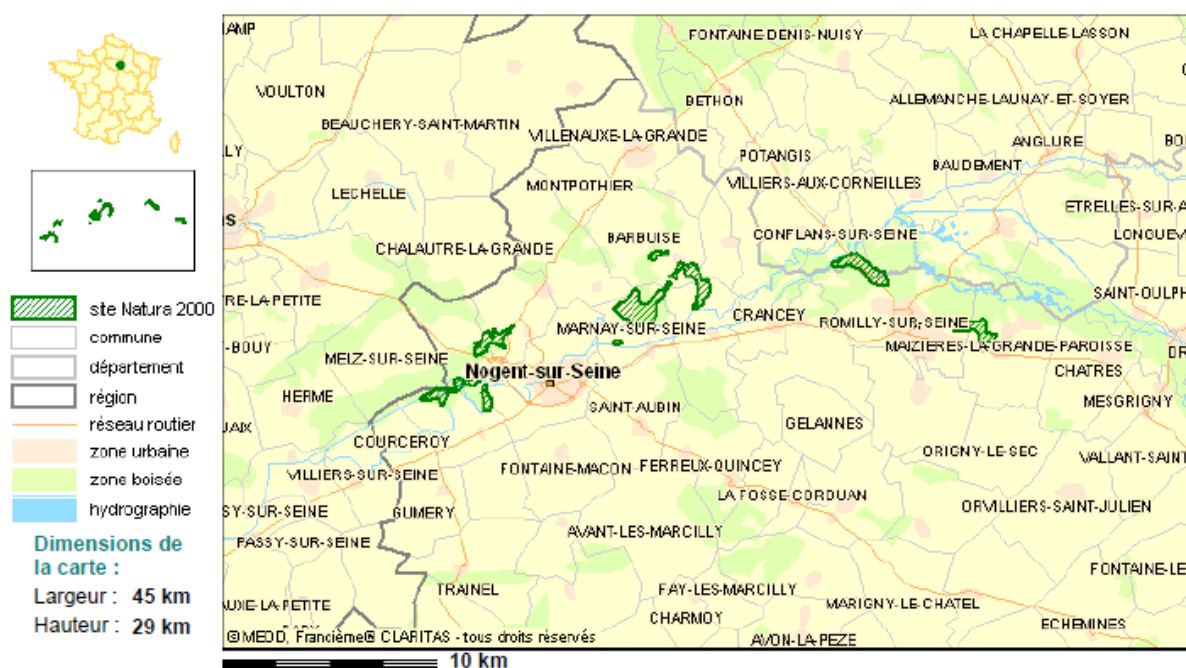 FONTAINE-DENIS-NUISY
LA CHAPELLE-LASSON
VOULTON
BETHON
ALLEMANCHE-LAUNAY-ET-SOYER
BEAUCHERY-SAINT-MARTIN
VILLENAUXE-LA-GRANDE
ANGLURE
POTANGIS
BAUDEMENT
LECHELLE
MONTPOTHIER
VILLIERS-AUX-CORNEILLES
BARBUISE
CONFLANS-SUR-SEINE
CHALAUTRE-LA-GRANDE
MARNAY-SUR-SEINE
CRANCEY
ROMILLY-SUR-SEINE
MAIZIERES-LA-GRANDE-PAROISSE
MELZ-SUR-SEINE
Nogent-sur-Seine
CHATRES
HERME
SAINT-AUBIN
MESGRIGNY
GELANNES
COURCEROY
ORIGNY-LE-SEC
VILLIERS-SUR-SEINE
FONTAINE-MACON
FERREUX-QUINCEY
LA FOSSE-CORDUAN
ORVILLIERS-SAINT-JULIEN
GUMERY
PASSY-SUR-SEINE
AVANT-LES-MARCILLY
TRAINEL
FAY-LES-MARCILLY
MARIGNY-LE-CHATEL
CHARMOY
ECHEMINES
AVON-LA-PEZE
©MEDD, Francième® CLARITAS - tous droits réservés
10 km
site Natura 2000
commune
département
région
réseau routier
zone urbaine
zone boisée
hydrographie
Dimensions de
la carte :
Largeur : 45 km
Hauteur : 29 km